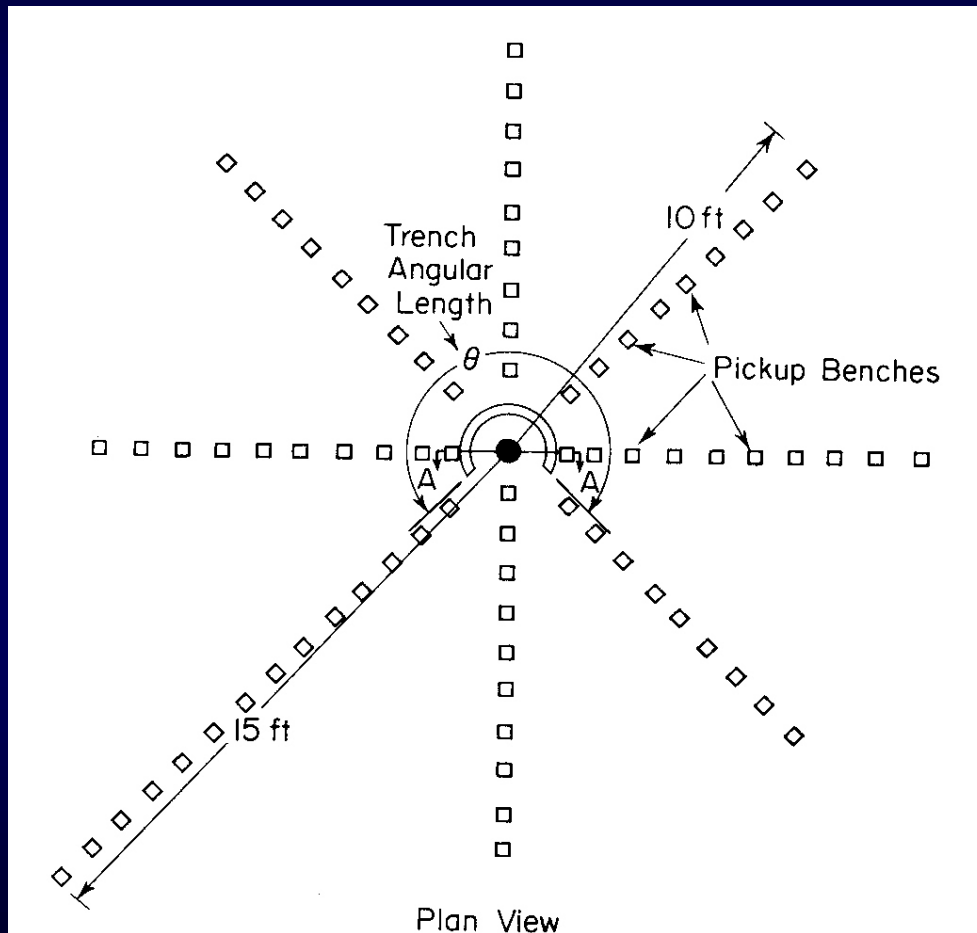 10 ft
Trench
Angular
Length
θ
Pickup Benches
A
A
15 ft
Plan View